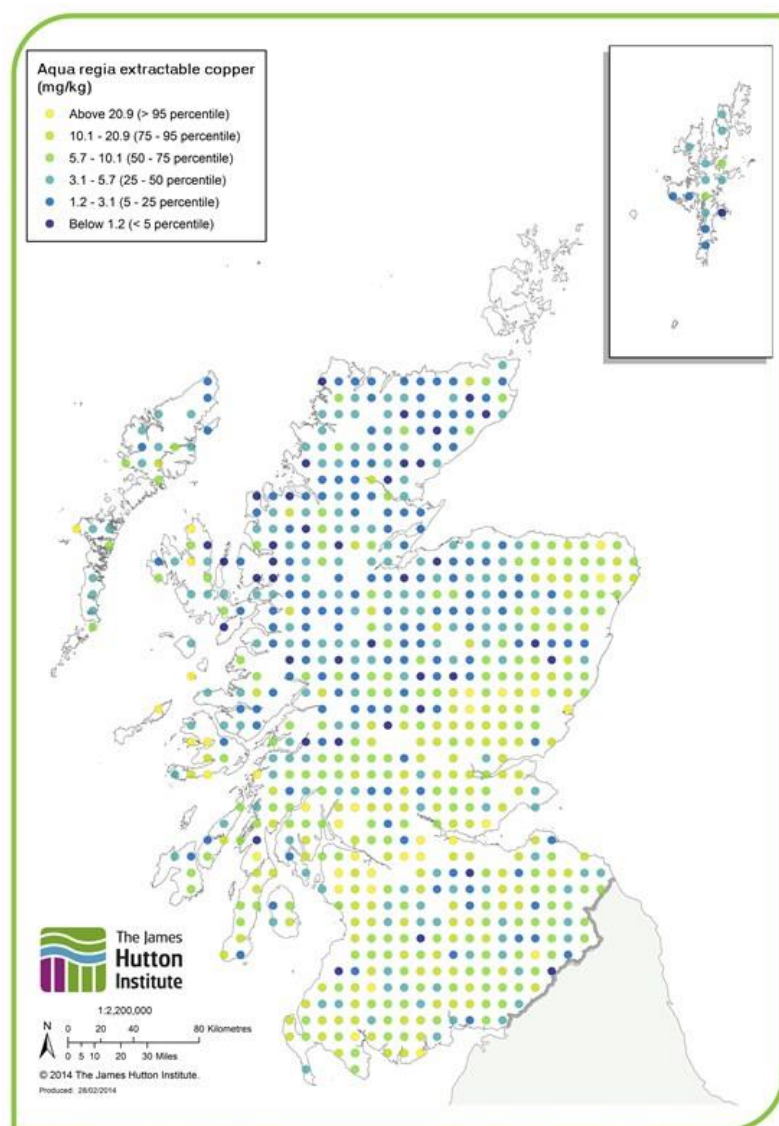 Aqua regia extractable copper
(mg/kg)
Above 20.9 (> 95 percentile)
10.1 - 20.9 (75 - 95 percentile)
5.7 - 10.1 (50 - 75 percentile)
3.1 - 5.7 (25 - 50 percentile)
1.2 - 3.1 (5 - 25 percentile)
Below 1.2 (< 5 percentile)
The James
Hutton
Institute
1:2,200,000
N
0 20 40 80 Kilometres
0 5 10 20 30 Miles
© 2014 The James Hutton Institute.
Produced: 28/02/2014